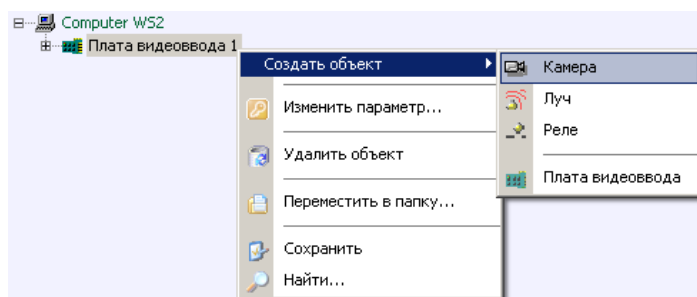 Computer WS2
Плата видеоввода 1
Создать объект
Изменить параметр...
Удалить объект
Переместить в папку...
Сохранить
Найти...
Камера
Луч
Реле
Плата видеоввода